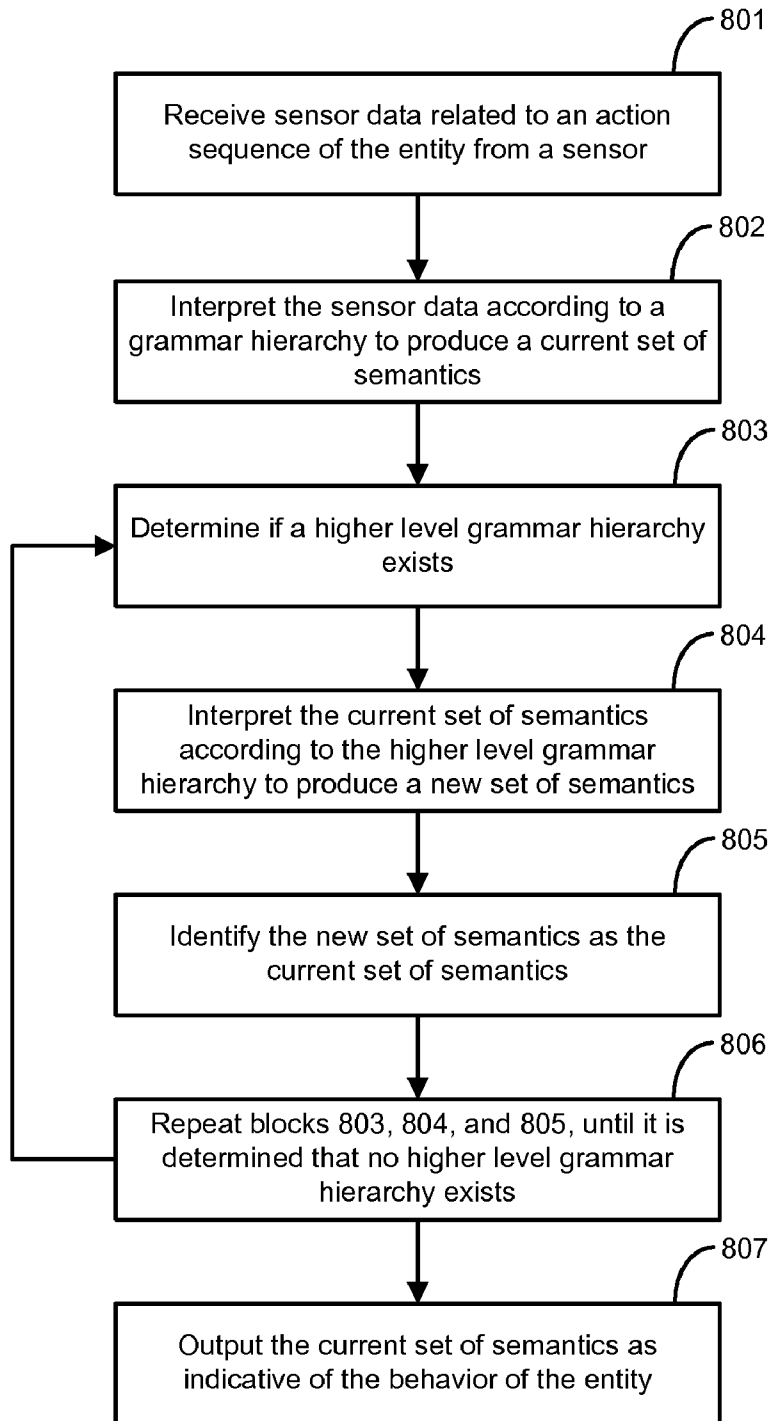 801
Receive sensor data related to an action
sequence of the entity from a sensor
802
Interpret the sensor data according to a
grammar hierarchy to produce a current set of
semantics
803
Determine if a higher level grammar hierarchy
exists
804
Interpret the current set of semantics
according to the higher level grammar
hierarchy to produce a new set of semantics
805
Identify the new set of semantics as the
current set of semantics
806
Repeat blocks 803, 804, and 805, until it is
determined that no higher level grammar
hierarchy exists
807
Output the current set of semantics as
indicative of the behavior of the entity